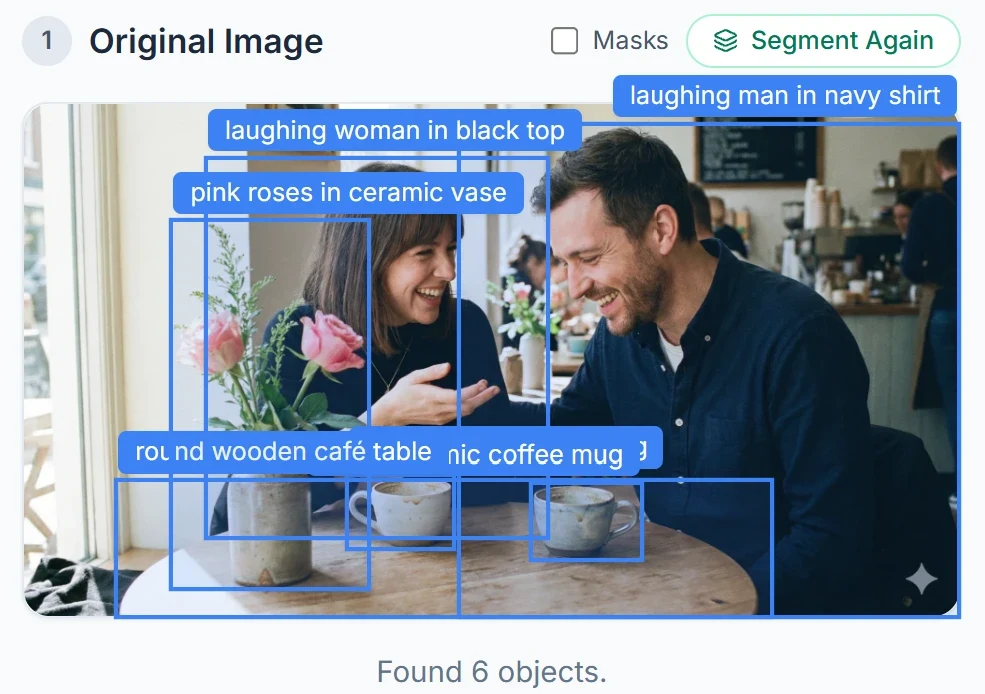 1 Original Image Masks Segment Again
laughing man in navy shirt
laughing woman in black top
pink roses in ceramic vase
round wooden café table
coffee mug
Found 6 objects.